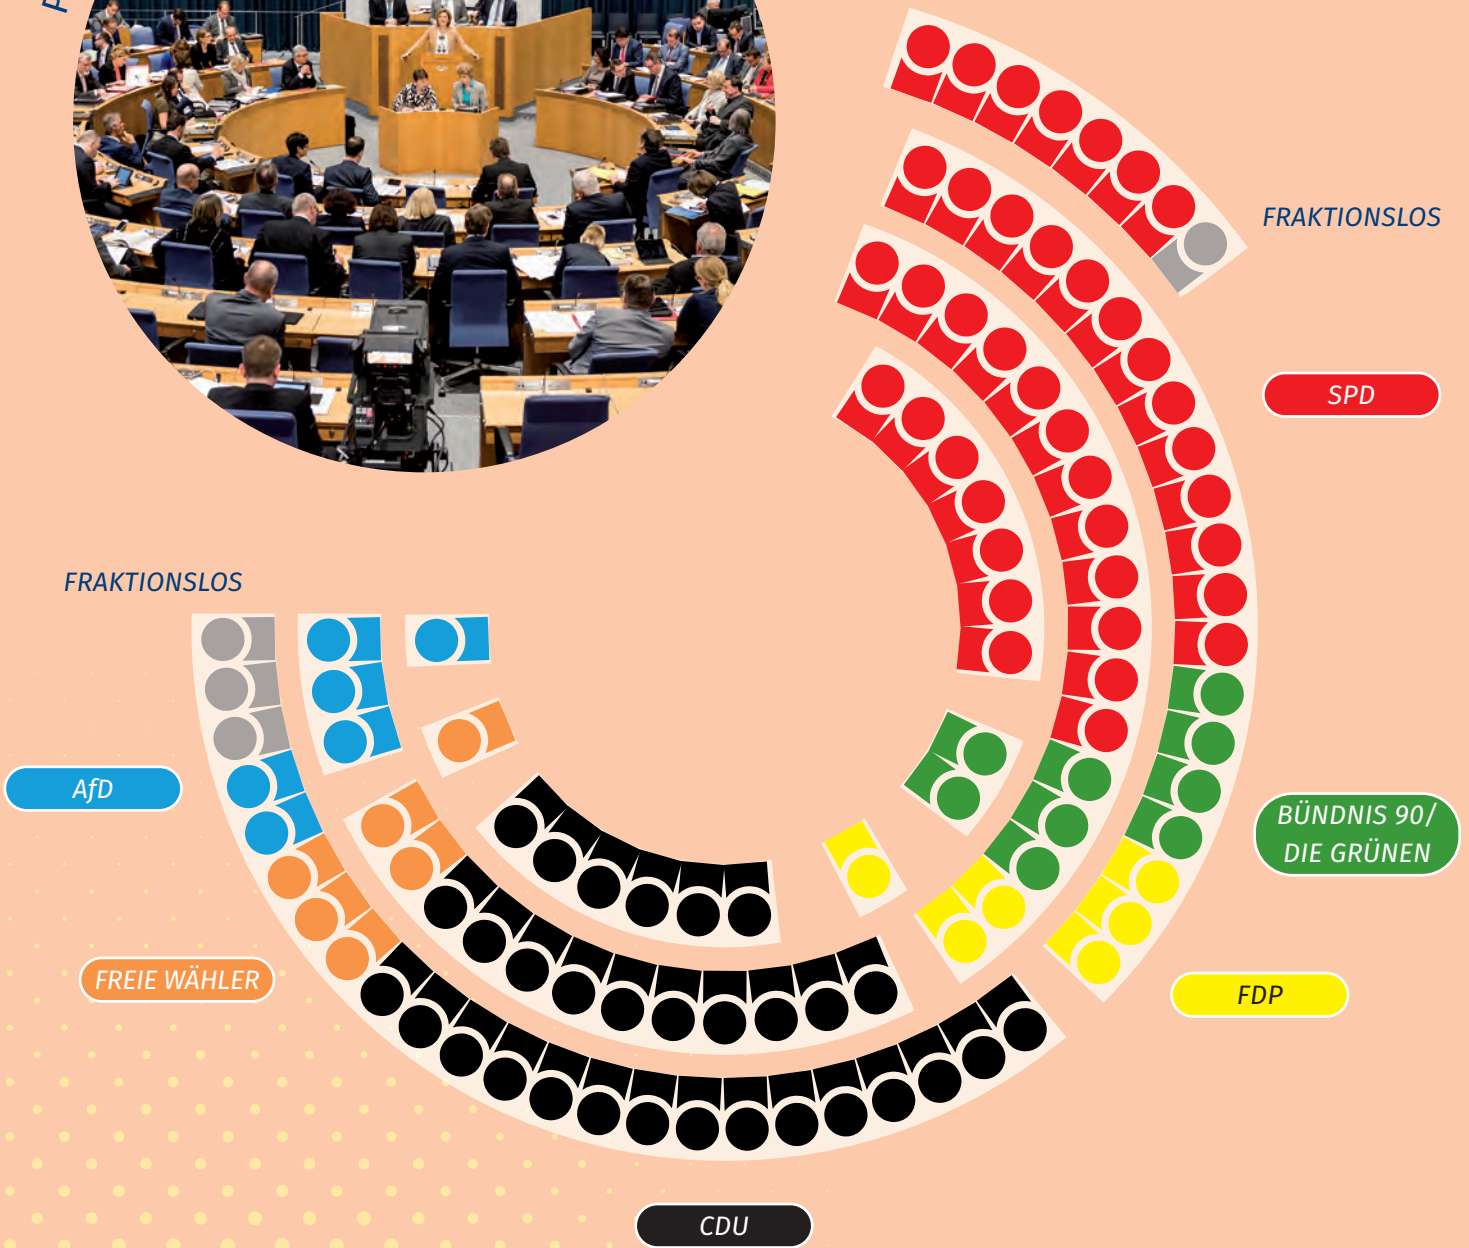 FRAKTIONSLOS
SPD
FRAKTIONSLOS
AfD
BÜNDNIS 90/
DIE GRÜNEN
FREIE WÄHLER
FDP
CDU